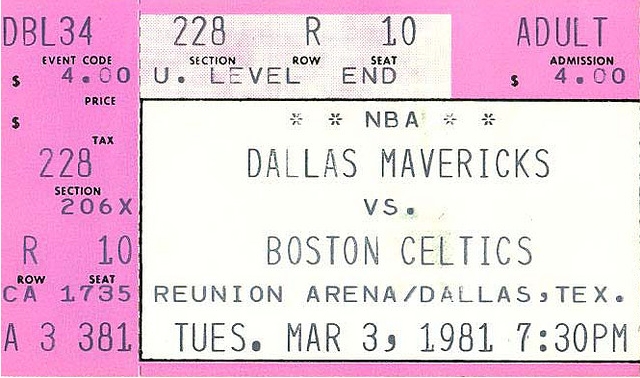 DBL34
EVENT CODE
$ 4.00
PRICE
$
TAX
228
SECTION
206X
R 10
ROW SEAT
CA 1735
A 3 381
228 R 10
SECTION ROW SEAT
U. LEVEL END
ADULT
ADMISSION
$ 4.00
* * NBA * *
DALLAS MAVERICKS
VS.
BOSTON CELTICS
REUNION ARENA/DALLAS, TEX.
TUES. MAR 3, 1981 7:30PM